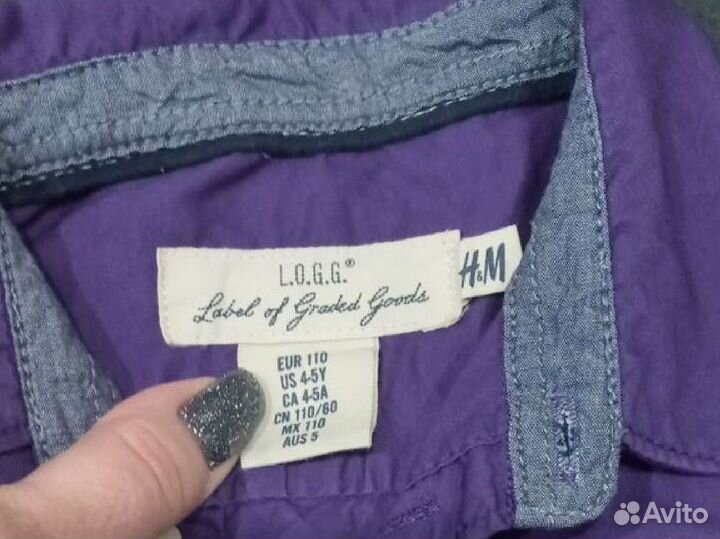 L.O.G.G.®
Label of Graded Goods
H&M
EUR 110
US 4-5Y
CA 4-5A
CN 110/60
MX 110
AUS 5
Avito